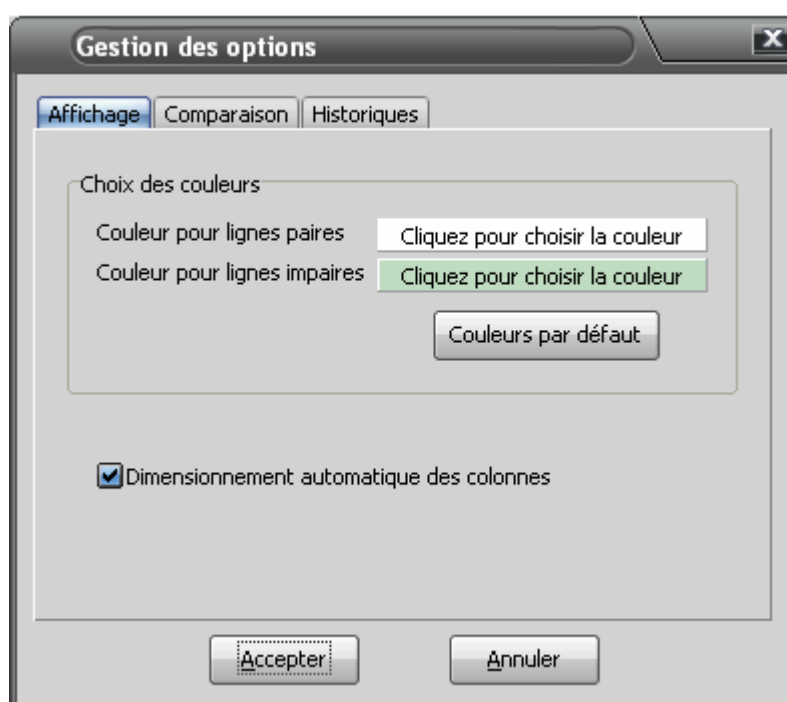 Gestion des options
Affichage Comparaison Historiques
Choix des couleurs
Couleur pour lignes paires Cliquez pour choisir la couleur
Couleur pour lignes impaires Cliquez pour choisir la couleur
Couleurs par défaut
Dimensionnement automatique des colonnes
Accepter Annuler